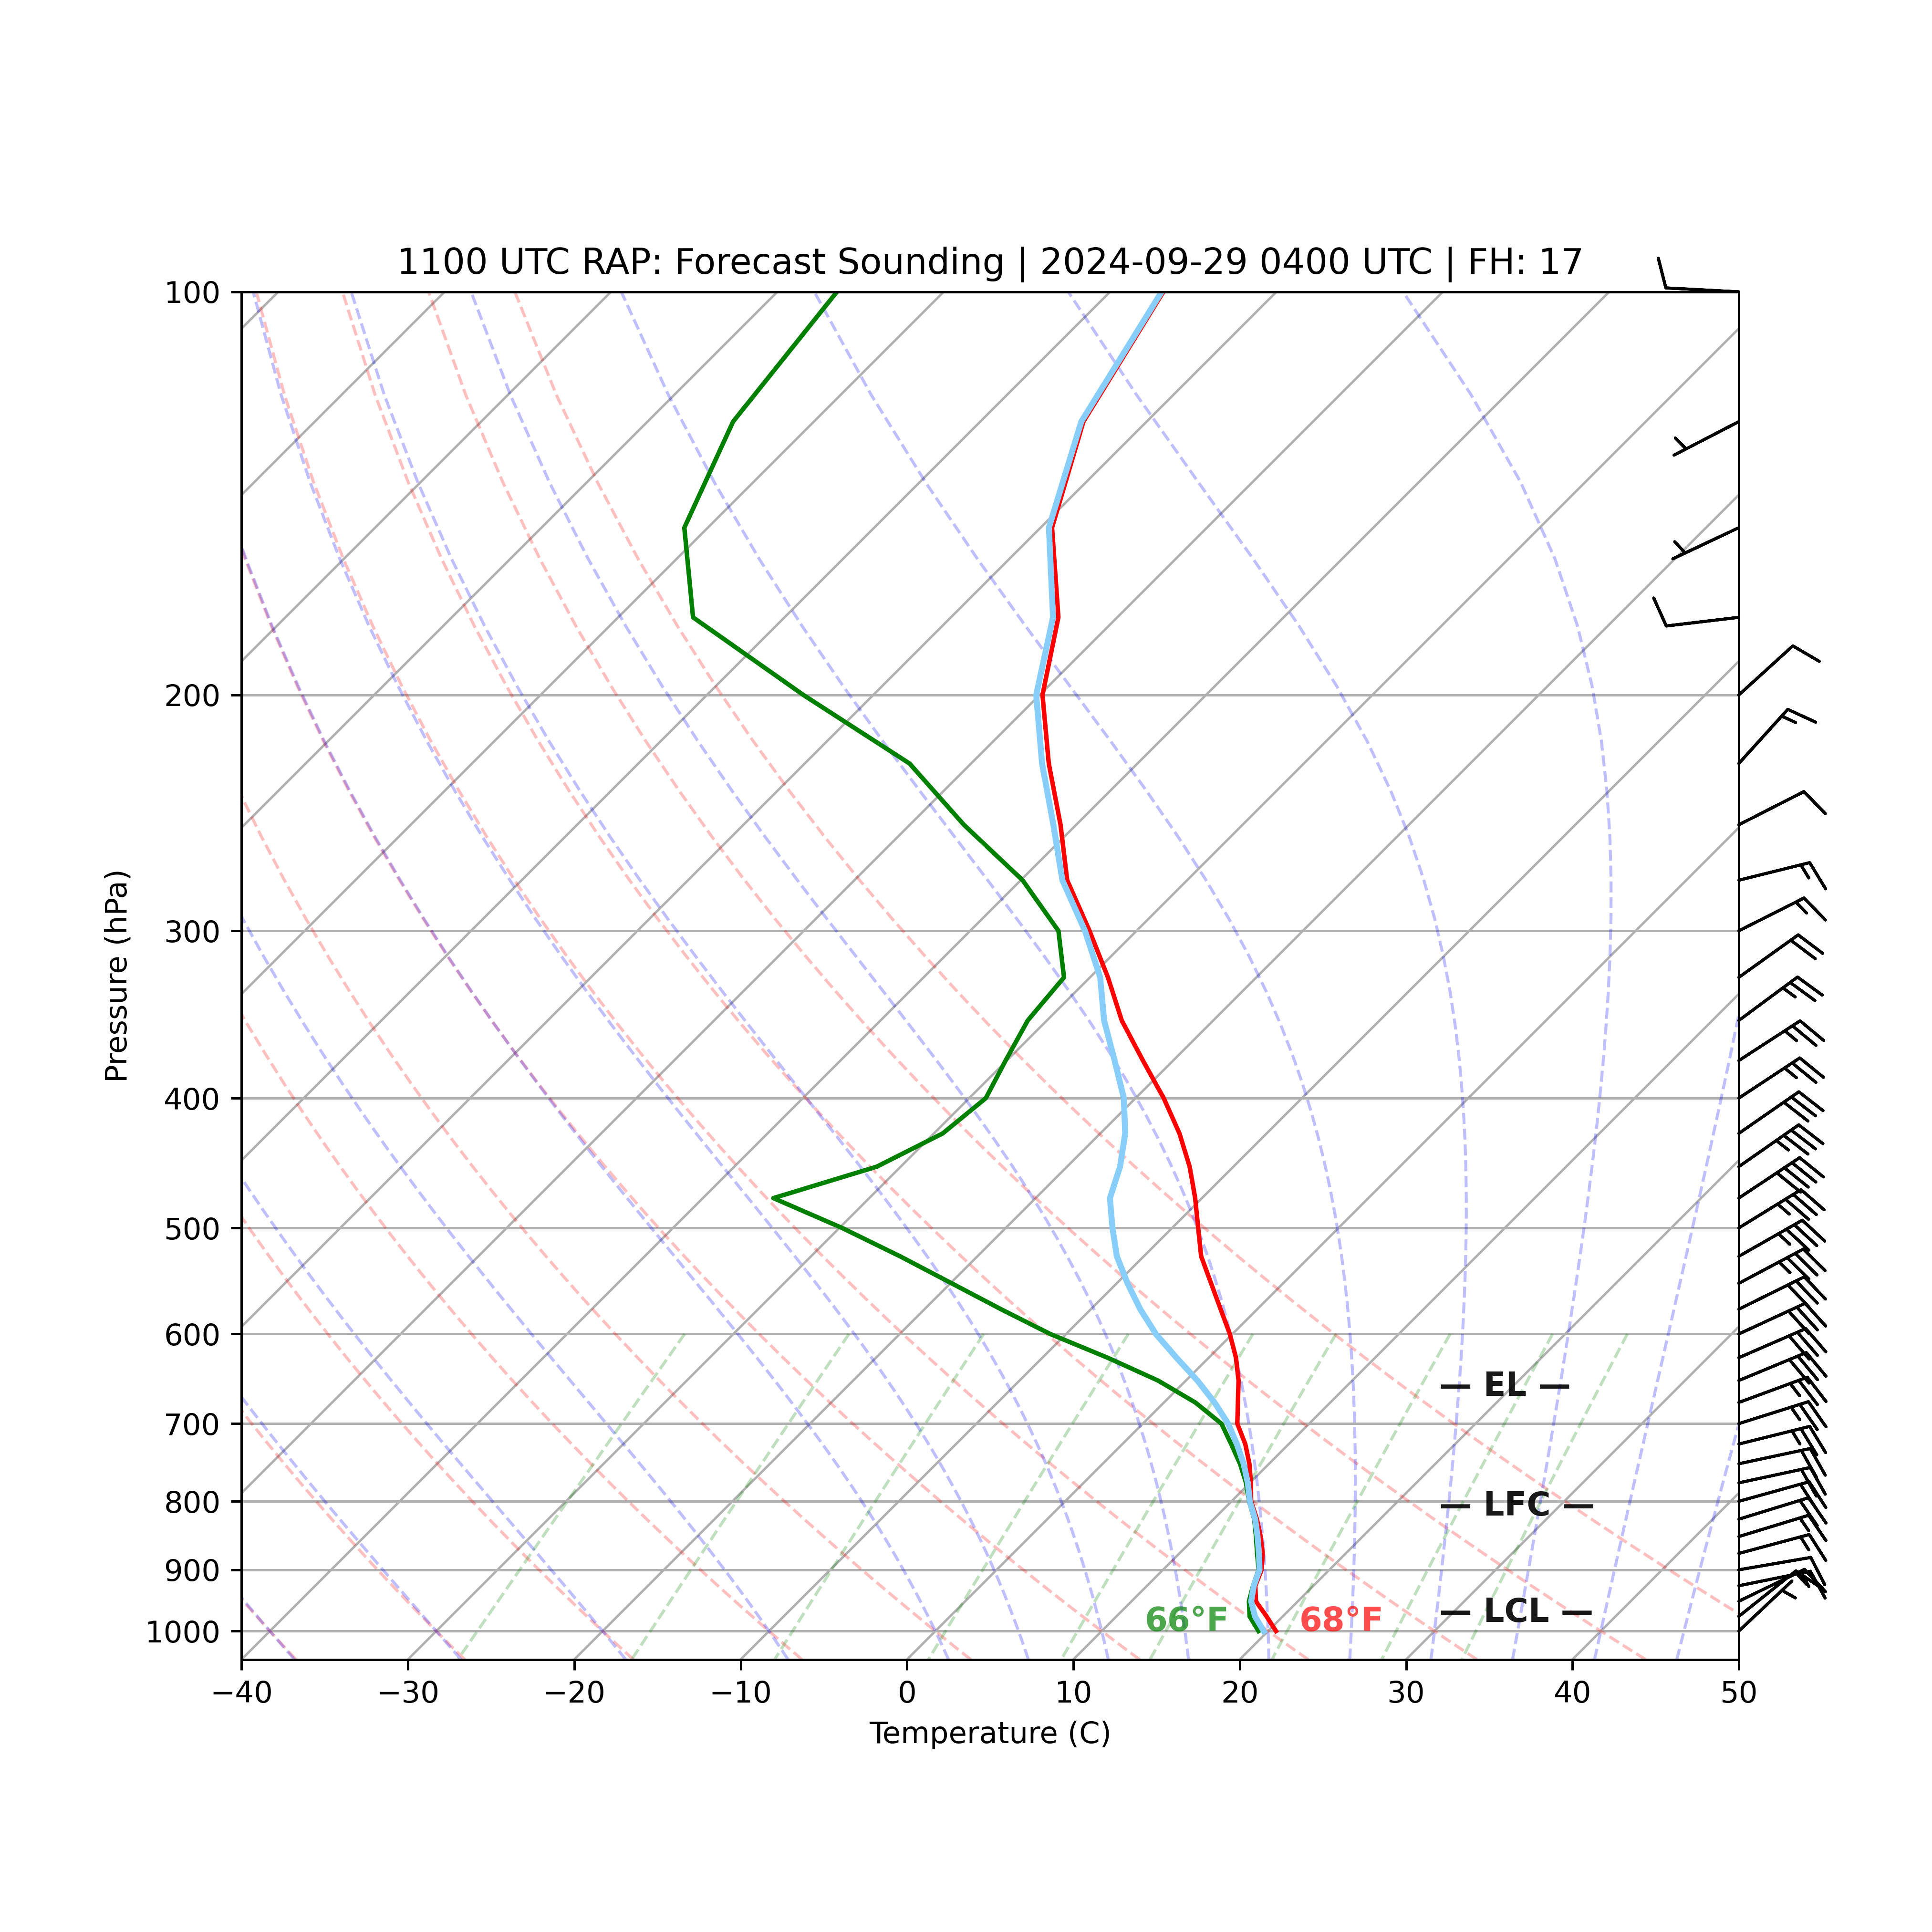 1100 UTC RAP: Forecast Sounding | 2024-09-29 0400 UTC | FH: 17
100
200
300
400
500
600
700
800
900
1000
Pressure (hPa)
— EL —
— LFC —
— LCL —
66°F 68°F
−40 −30 −20 −10 0 10 20 30 40 50
Temperature (C)